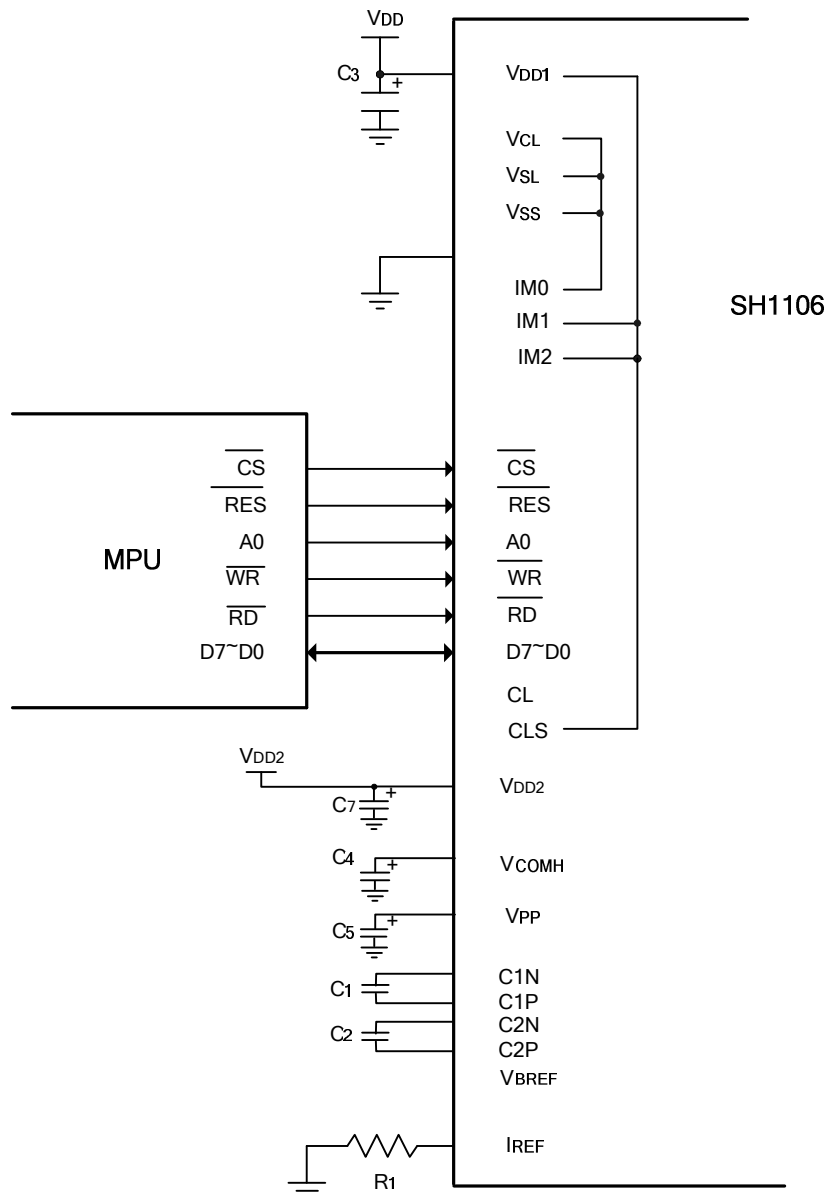 VDD
C3
+
VDD1
VCL
VSL
VSS
IM0
IM1
IM2
SH1106
MPU
CS
RES
A0
WR
RD
D7~D0
CS
RES
A0
WR
RD
D7~D0
CL
CLS
VDD2
C7
+
VDD2
C4
+
VCOMH
C5
+
VPP
C1
C1N
C1P
C2
C2N
C2P
VBREF
R1
IREF